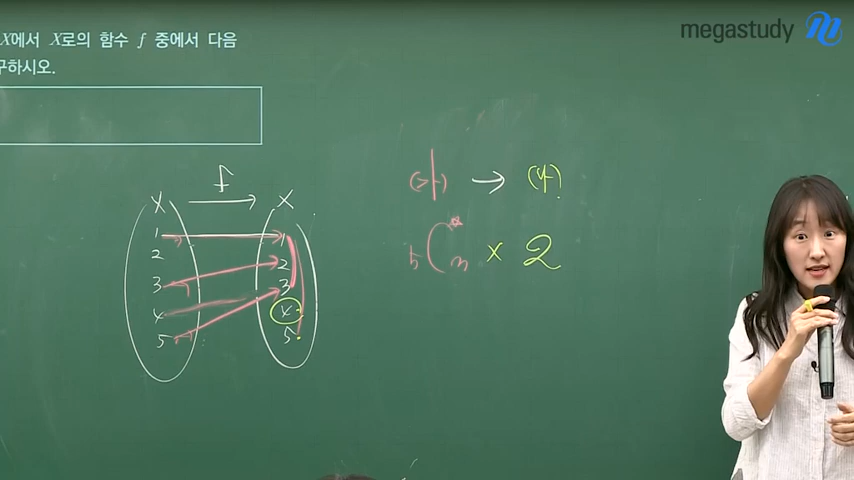 megastudy
X에서 X로의 함수 f 중에서 다음
구하시오.
f
X → X
1 1
2 2
3 3
4 4
5 5
(가) → (나)
5C3 × 2